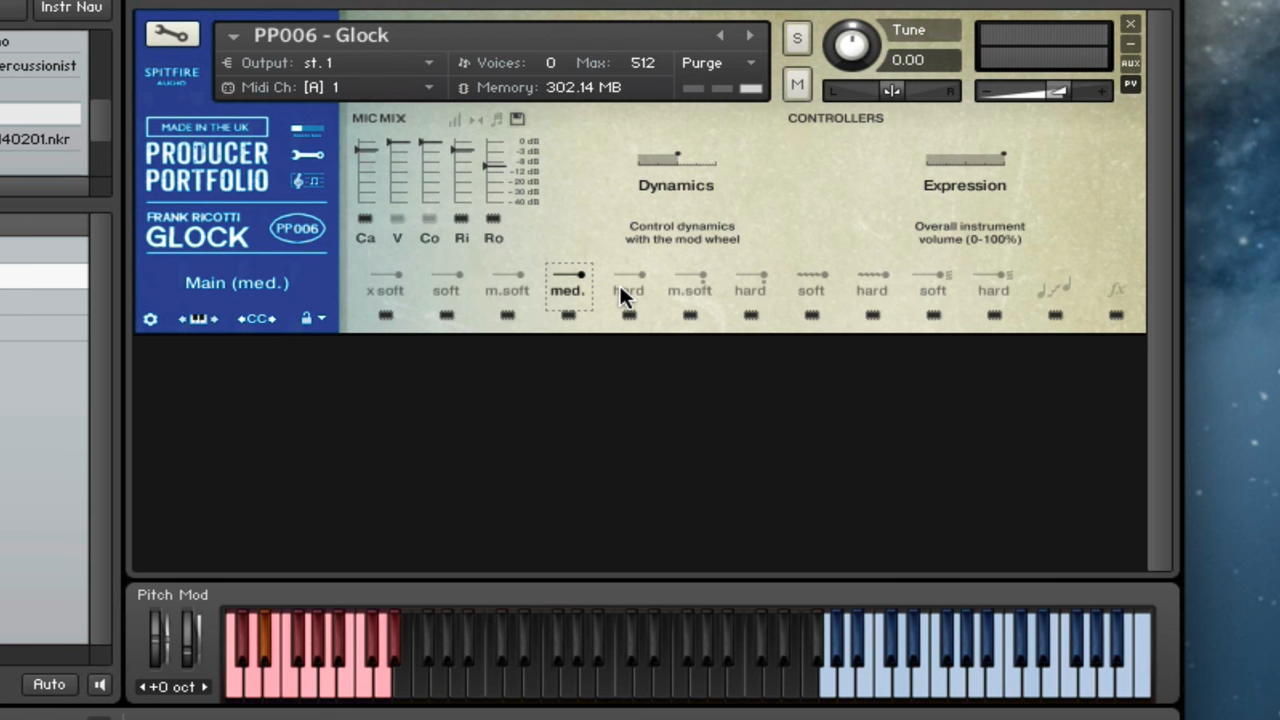 Instr Nav
ercussionist
140201.nkr
Auto
SPITFIRE
AUDIO
PP006 - Glock
Output: st.1
Voices: 0 Max: 512
Purge
Midi Ch: [A] 1
Memory: 302.14 MB
S
M
Tune
0.00
L
R
AUX
PV
MADE IN THE UK
PRODUCER
PORTFOLIO
FRANK RICOTTI
GLOCK
PP006
Main (med.)
CC
MIC MIX
0 dB
-3 dB
-8 dB
-12 dB
-20 dB
-30 dB
-60 dB
Ca V Co Ri Ro
CONTROLLERS
Dynamics
Control dynamics
with the mod wheel
Expression
Overall instrument
volume (0-100%)
x soft soft m.soft med. hard m.soft hard soft hard soft hard fx
Pitch Mod
+0 oct